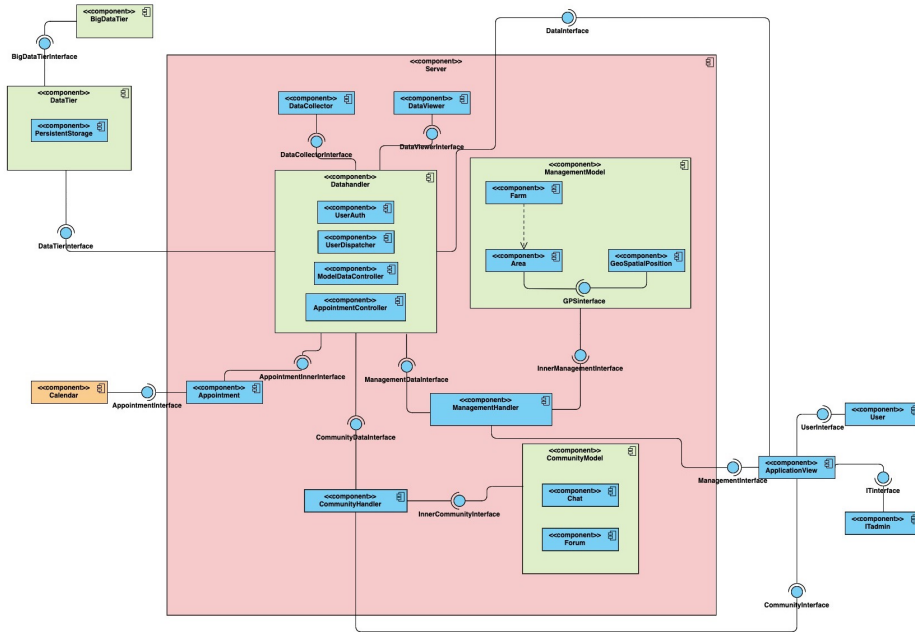 <<component>>
BigDataTier
BigDataTierInterface
<<component>>
DataTier
<<component>>
PersistentStorage
DataTierInterface
DataInterface
<<component>>
Server
<<component>>
DataCollector
<<component>>
DataViewer
DataCollectorInterface
DataViewerInterface
<<component>>
Datahandler
<<component>>
UserAuth
<<component>>
UserDispatcher
<<component>>
ModelDataController
<<component>>
AppointmentController
<<component>>
ManagementModel
<<component>>
Farm
<<component>>
Area
<<component>>
GeoSpatialPosition
GPSinterface
AppointmentInnerInterface
ManagementDataInterface
InnerManagementInterface
<<component>>
Calendar
AppointmentInterface
<<component>>
Appointment
<<component>>
ManagementHandler
CommunityDataInterface
<<component>>
CommunityHandler
InnerCommunityInterface
<<component>>
CommunityModel
<<component>>
Chat
<<component>>
Forum
ManagementInterface
<<component>>
ApplicationView
UserInterface
<<component>>
User
ITinterface
<<component>>
ITadmin
CommunityInterface